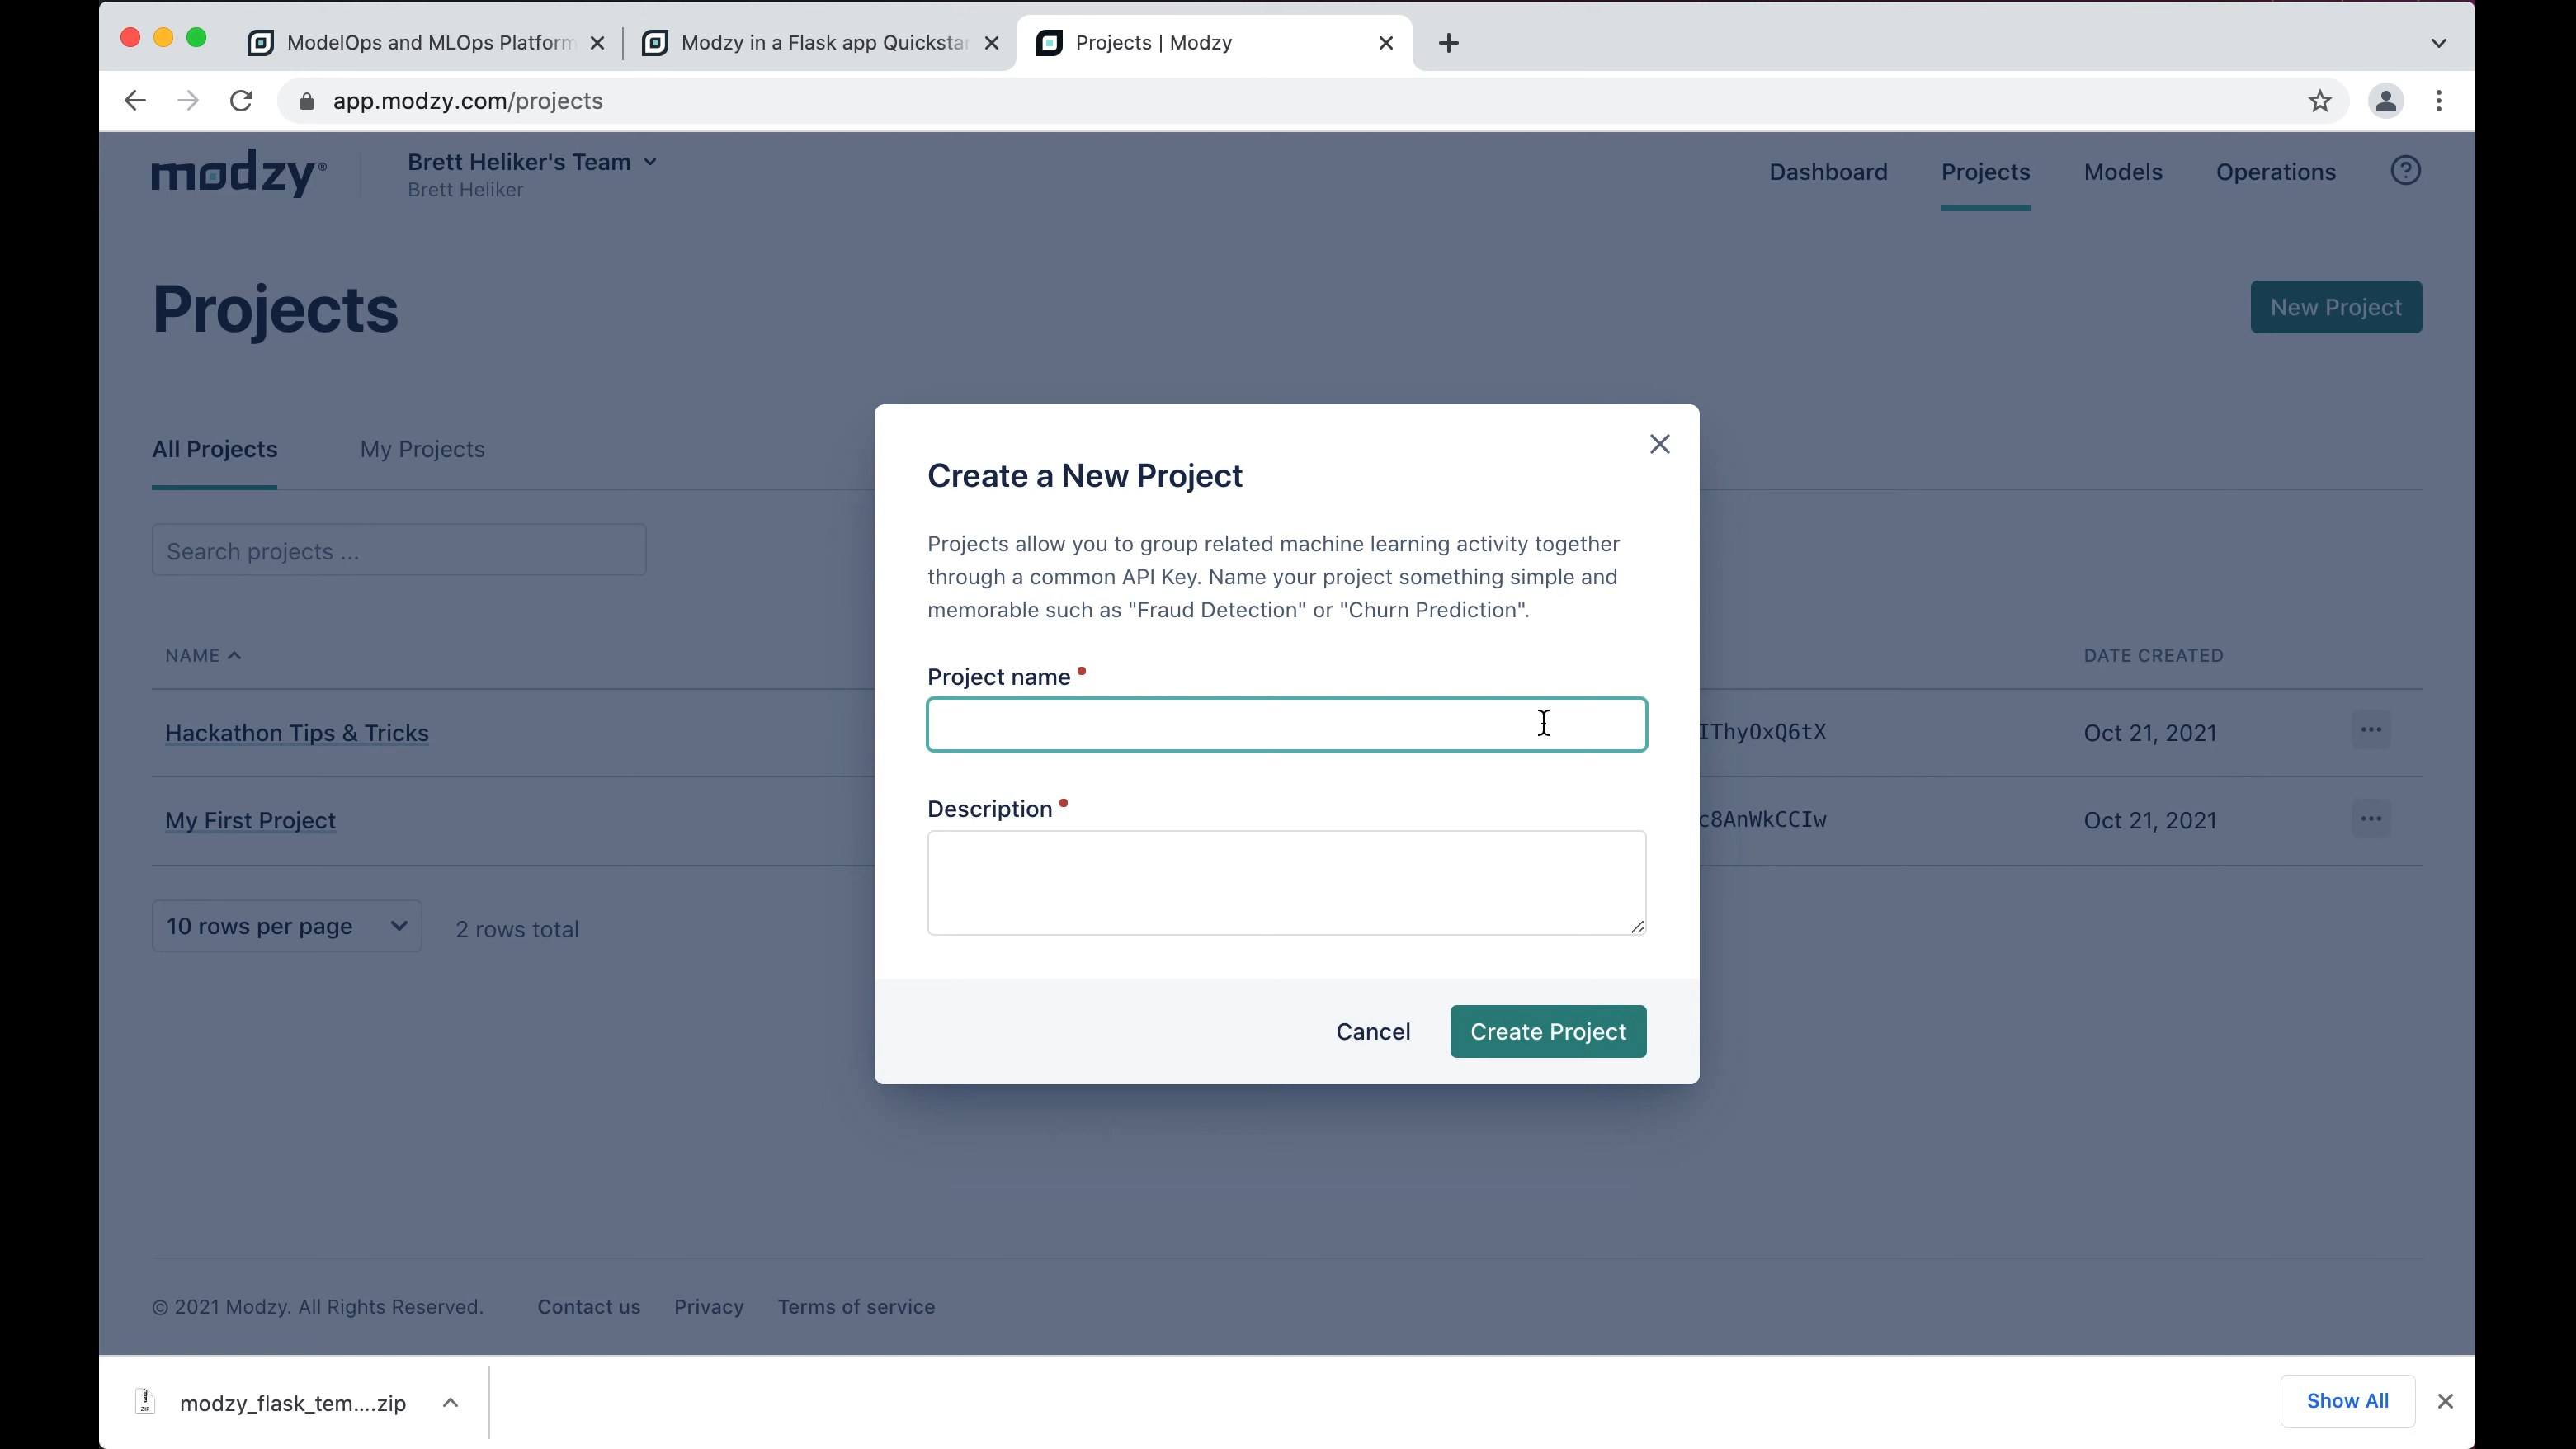 ModelOps and MLOps Platform
Modzy in a Flask app Quickstar
Projects | Modzy
app.modzy.com/projects
modzy®
Brett Heliker's Team
Brett Heliker
Dashboard
Projects
Models
Operations
Projects
New Project
All Projects
My Projects
Search projects ...
NAME
DATE CREATED
Hackathon Tips & Tricks
IThyOxQ6tX
Oct 21, 2021
My First Project
c8AnWkCCIw
Oct 21, 2021
10 rows per page
2 rows total
Create a New Project
Projects allow you to group related machine learning activity together
through a common API Key. Name your project something simple and
memorable such as "Fraud Detection" or "Churn Prediction".
Project name
Description
Cancel
Create Project
© 2021 Modzy. All Rights Reserved.
Contact us
Privacy
Terms of service
modzy_flask_tem....zip
Show All